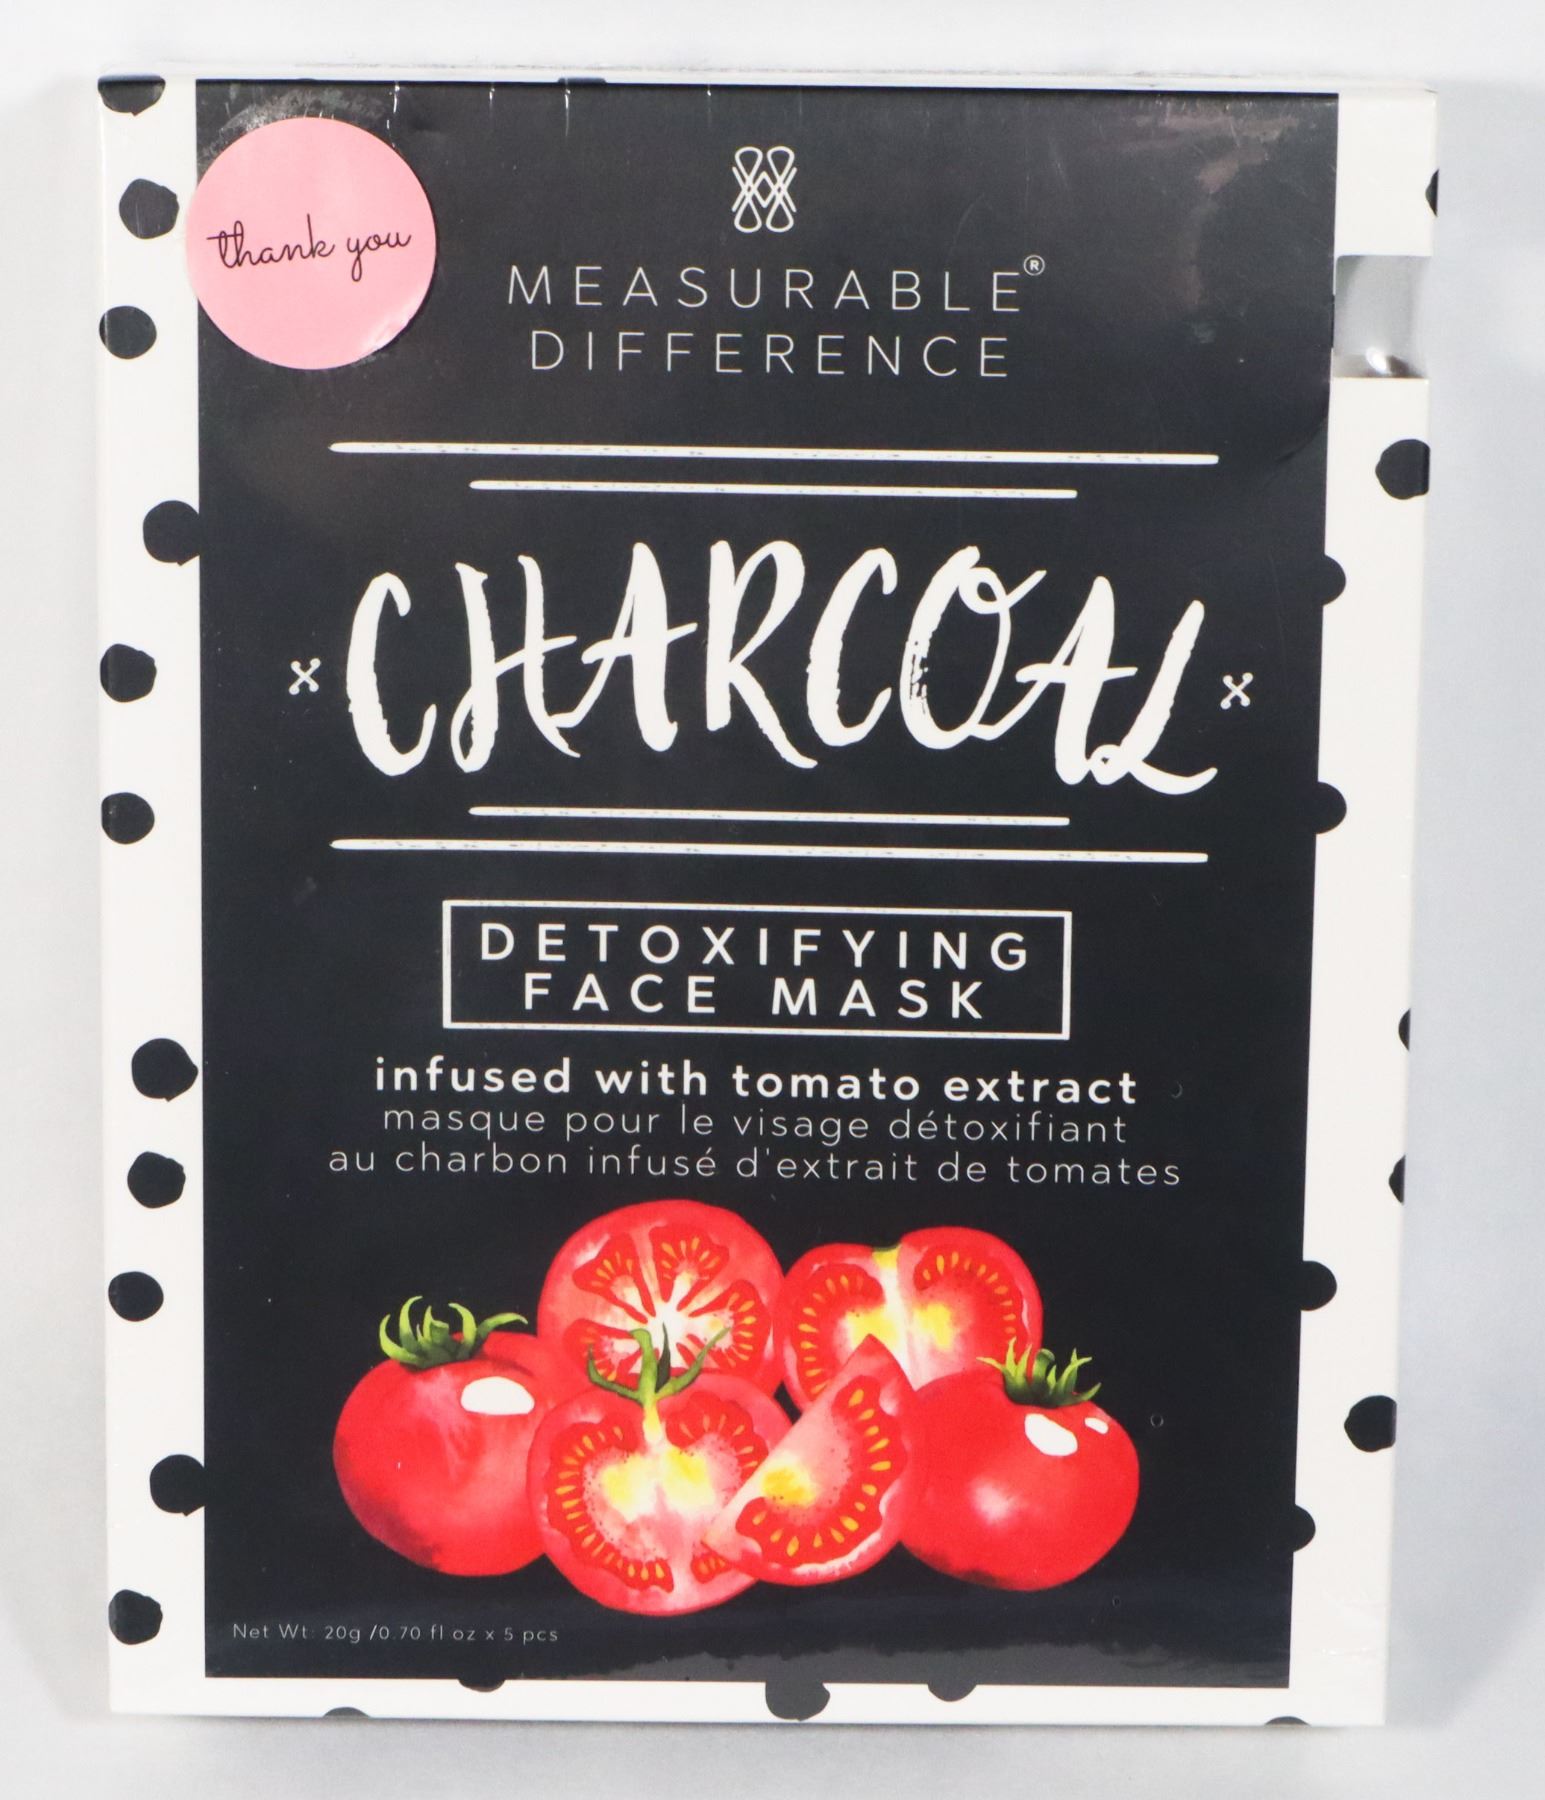 thank you
MEASURABLE®
DIFFERENCE
CHARCOAL
DETOXIFYING
FACE MASK
infused with tomato extract
masque pour le visage détoxifiant
au charbon infusé d'extrait de tomates
Net Wt: 20g /0.70 fl oz x 5 pcs